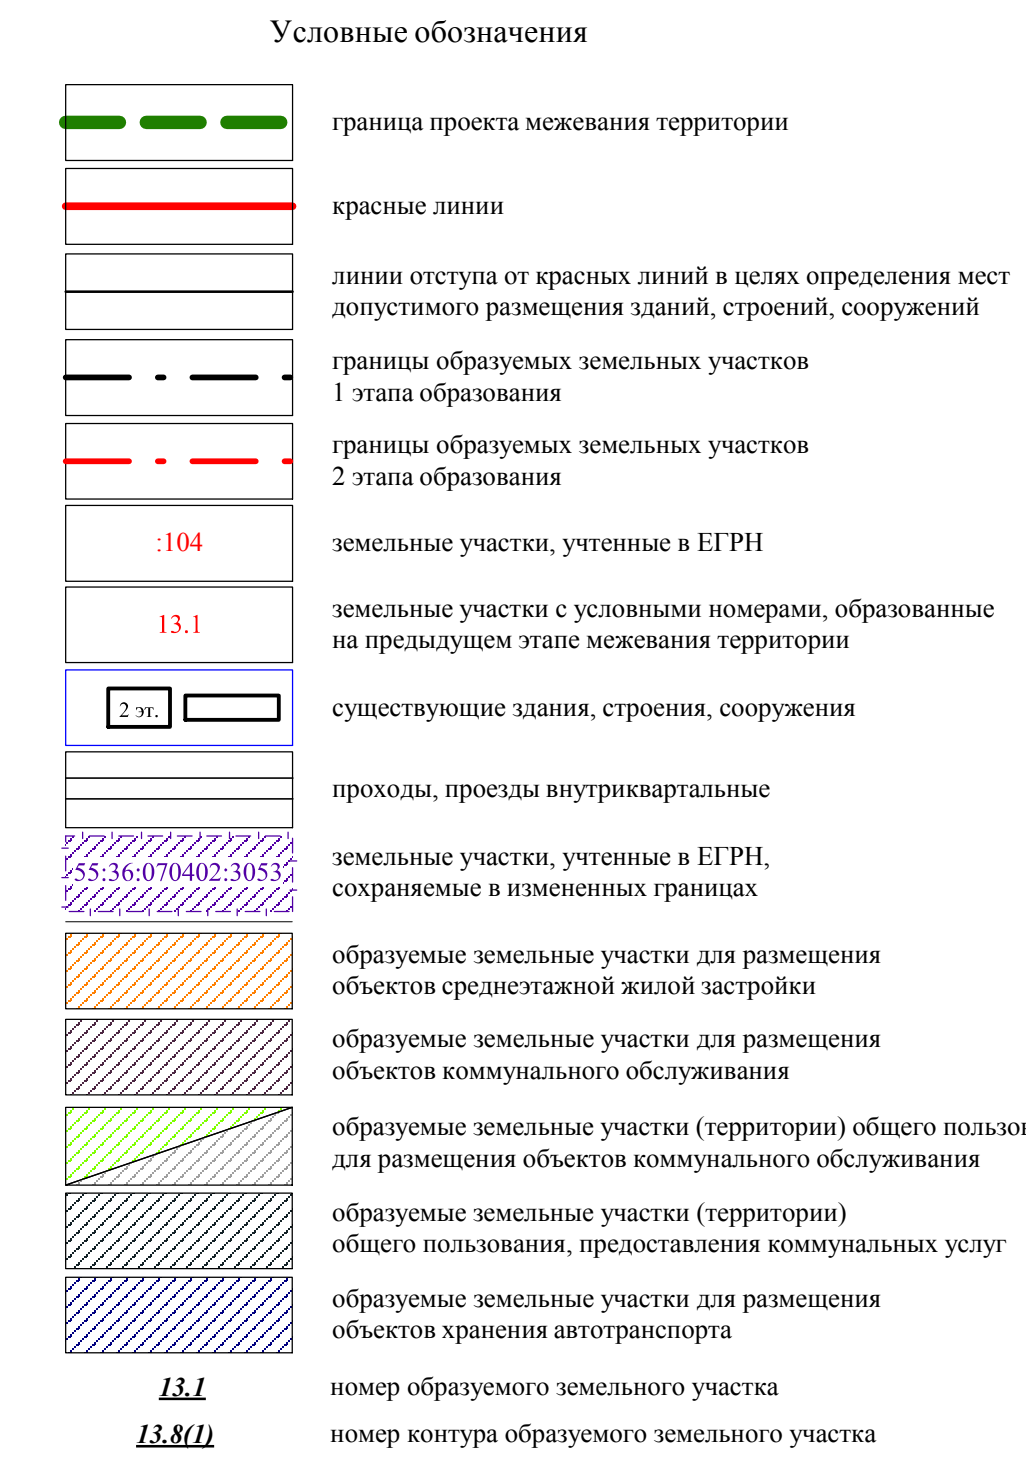 Условные обозначения
граница проекта межевания территории
красные линии
линии отступа от красных линий в целях определения мест
допустимого размещения зданий, строений, сооружений
границы образуемых земельных участков
1 этапа образования
границы образуемых земельных участков
2 этапа образования
:104 земельные участки, учтенные в ЕГРН
13.1 земельные участки с условными номерами, образованные
на предыдущем этапе межевания территории
2 эт. существующие здания, строения, сооружения
проходы, проезды внутриквартальные
55:36:070402:3053 земельные участки, учтенные в ЕГРН,
сохраняемые в измененных границах
образуемые земельные участки для размещения
объектов среднеэтажной жилой застройки
образуемые земельные участки для размещения
объектов коммунального обслуживания
образуемые земельные участки (территории) общего
для размещения объектов коммунального обслуживания
образуемые земельные участки (территории)
общего пользования, предоставления коммунальных услуг
образуемые земельные участки для размещения
объектов хранения автотранспорта
13.1 номер образуемого земельного участка
13.8(1) номер контура образуемого земельного участка